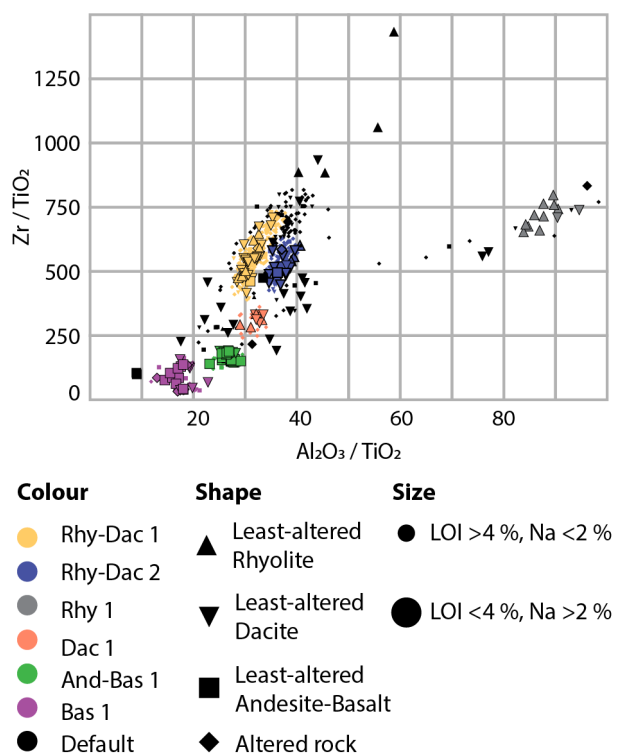 1250
1000
750
500
250
0
Zr / TiO₂
20
40
60
80
Al₂O₃ / TiO₂
Colour
Rhy-Dac 1
Rhy-Dac 2
Rhy 1
Dac 1
And-Bas 1
Bas 1
Default
Shape
Least-altered
Rhyolite
Least-altered
Dacite
Least-altered
Andesite-Basalt
Altered rock
Size
LOI >4 %, Na <2 %
LOI <4 %, Na >2 %